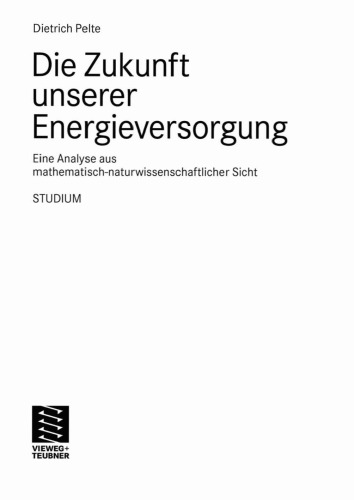 Dietrich Pelte
Die Zukunft
unserer
Energieversorgung
Eine Analyse aus
mathematisch-naturwissenschaftlicher Sicht
STUDIUM
VIEWEG+
TEUBNER